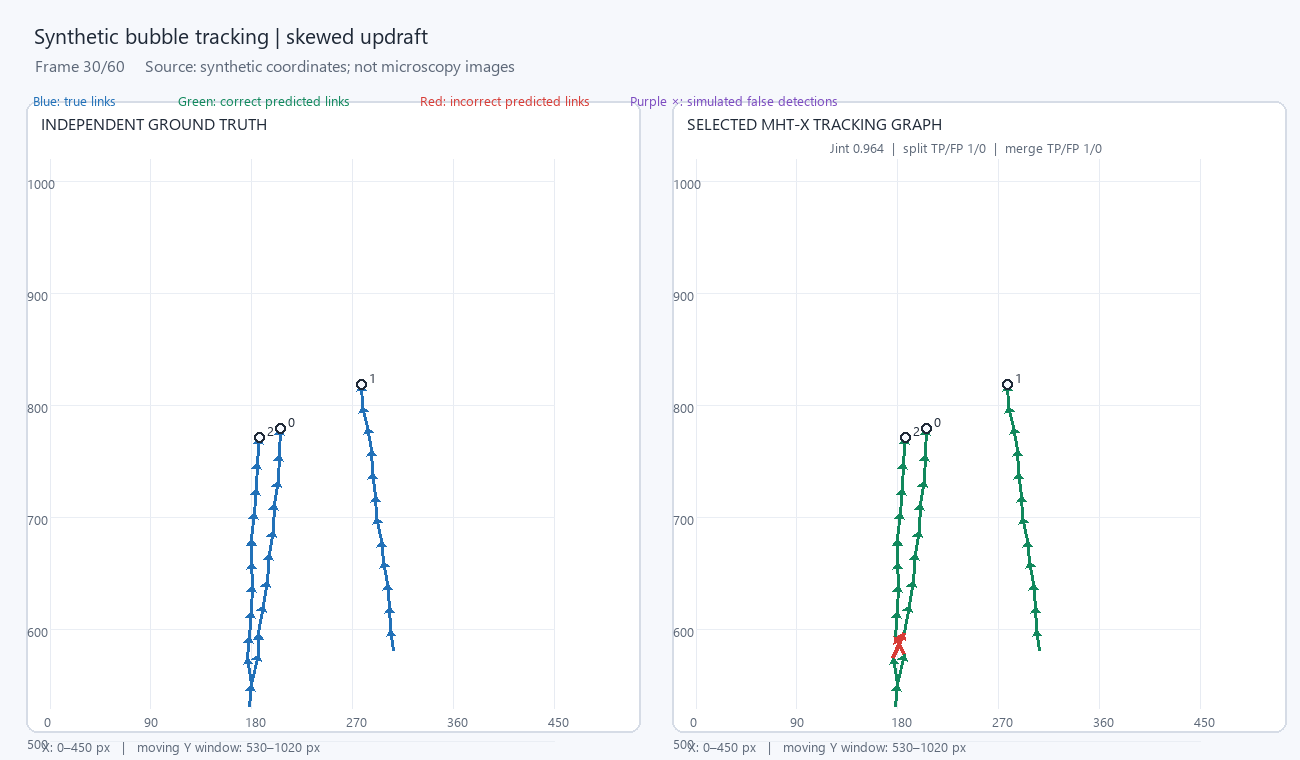 Synthetic bubble tracking | skewed updraft
Frame 30/60 Source: synthetic coordinates; not microscopy images
Blue: true links Green: correct predicted links Red: incorrect predicted links Purple ×: simulated false detections
INDEPENDENT GROUND TRUTH
1000
900
800
700
600
500
1
2
0
0 90 180 270 360 450
X: 0–450 px | moving Y window: 530–1020 px
SELECTED MHT-X TRACKING GRAPH
Jint 0.964 | split TP/FP 1/0 | merge TP/FP 1/0
1000
900
800
700
600
500
1
2
0
0 90 180 270 360 450
X: 0–450 px | moving Y window: 530–1020 px